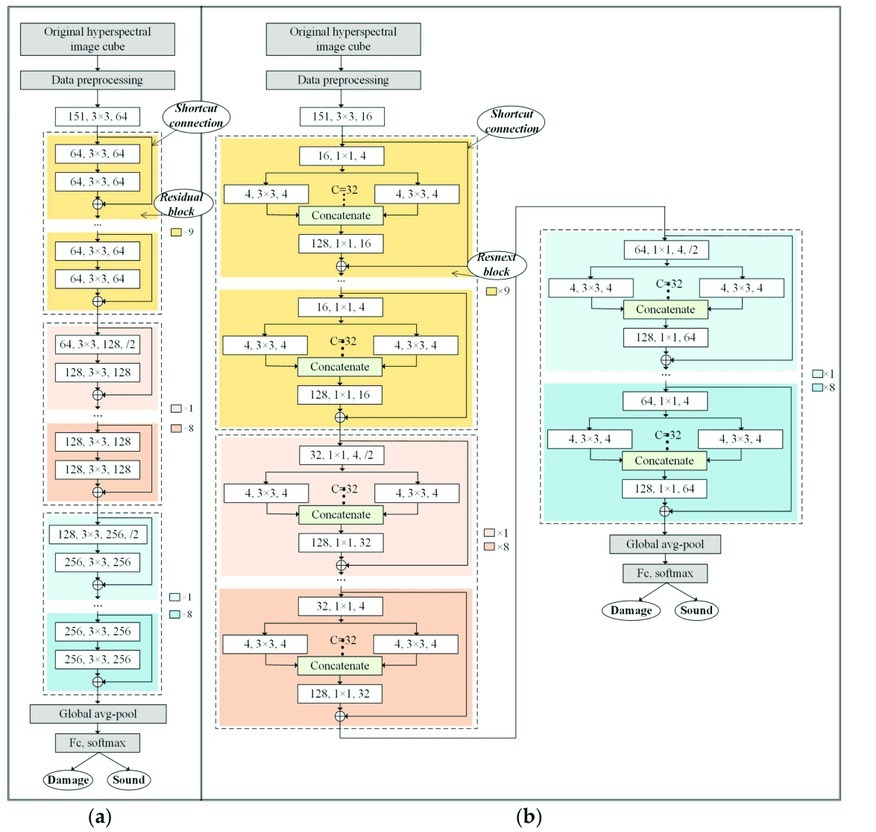 Original hyperspectral
image cube
Data preprocessing
151, 3×3, 64
Shortcut
connection
64, 3×3, 64
64, 3×3, 64
Residual
block
...
×9
64, 3×3, 64
64, 3×3, 64
64, 3×3, 128, /2
128, 3×3, 128
×1
...
×8
128, 3×3, 128
128, 3×3, 128
128, 3×3, 256, /2
256, 3×3, 256
×1
...
×8
256, 3×3, 256
256, 3×3, 256
Global avg-pool
Fc, softmax
Damage
Sound
(a)
Original hyperspectral
image cube
Data preprocessing
151, 3×3, 16
Shortcut
connection
16, 1×1, 4
4, 3×3, 4
C=32
4, 3×3, 4
Concatenate
128, 1×1, 16
Resnext
block
...
×9
16, 1×1, 4
4, 3×3, 4
C=32
4, 3×3, 4
Concatenate
128, 1×1, 16
32, 1×1, 4, /2
4, 3×3, 4
C=32
4, 3×3, 4
Concatenate
128, 1×1, 32
×1
×8
...
32, 1×1, 4
4, 3×3, 4
C=32
4, 3×3, 4
Concatenate
128, 1×1, 32
64, 1×1, 4, /2
4, 3×3, 4
C=32
4, 3×3, 4
Concatenate
128, 1×1, 64
...
×1
×8
64, 1×1, 4
4, 3×3, 4
C=32
4, 3×3, 4
Concatenate
128, 1×1, 64
Global avg-pool
Fc, softmax
Damage
Sound
(b)